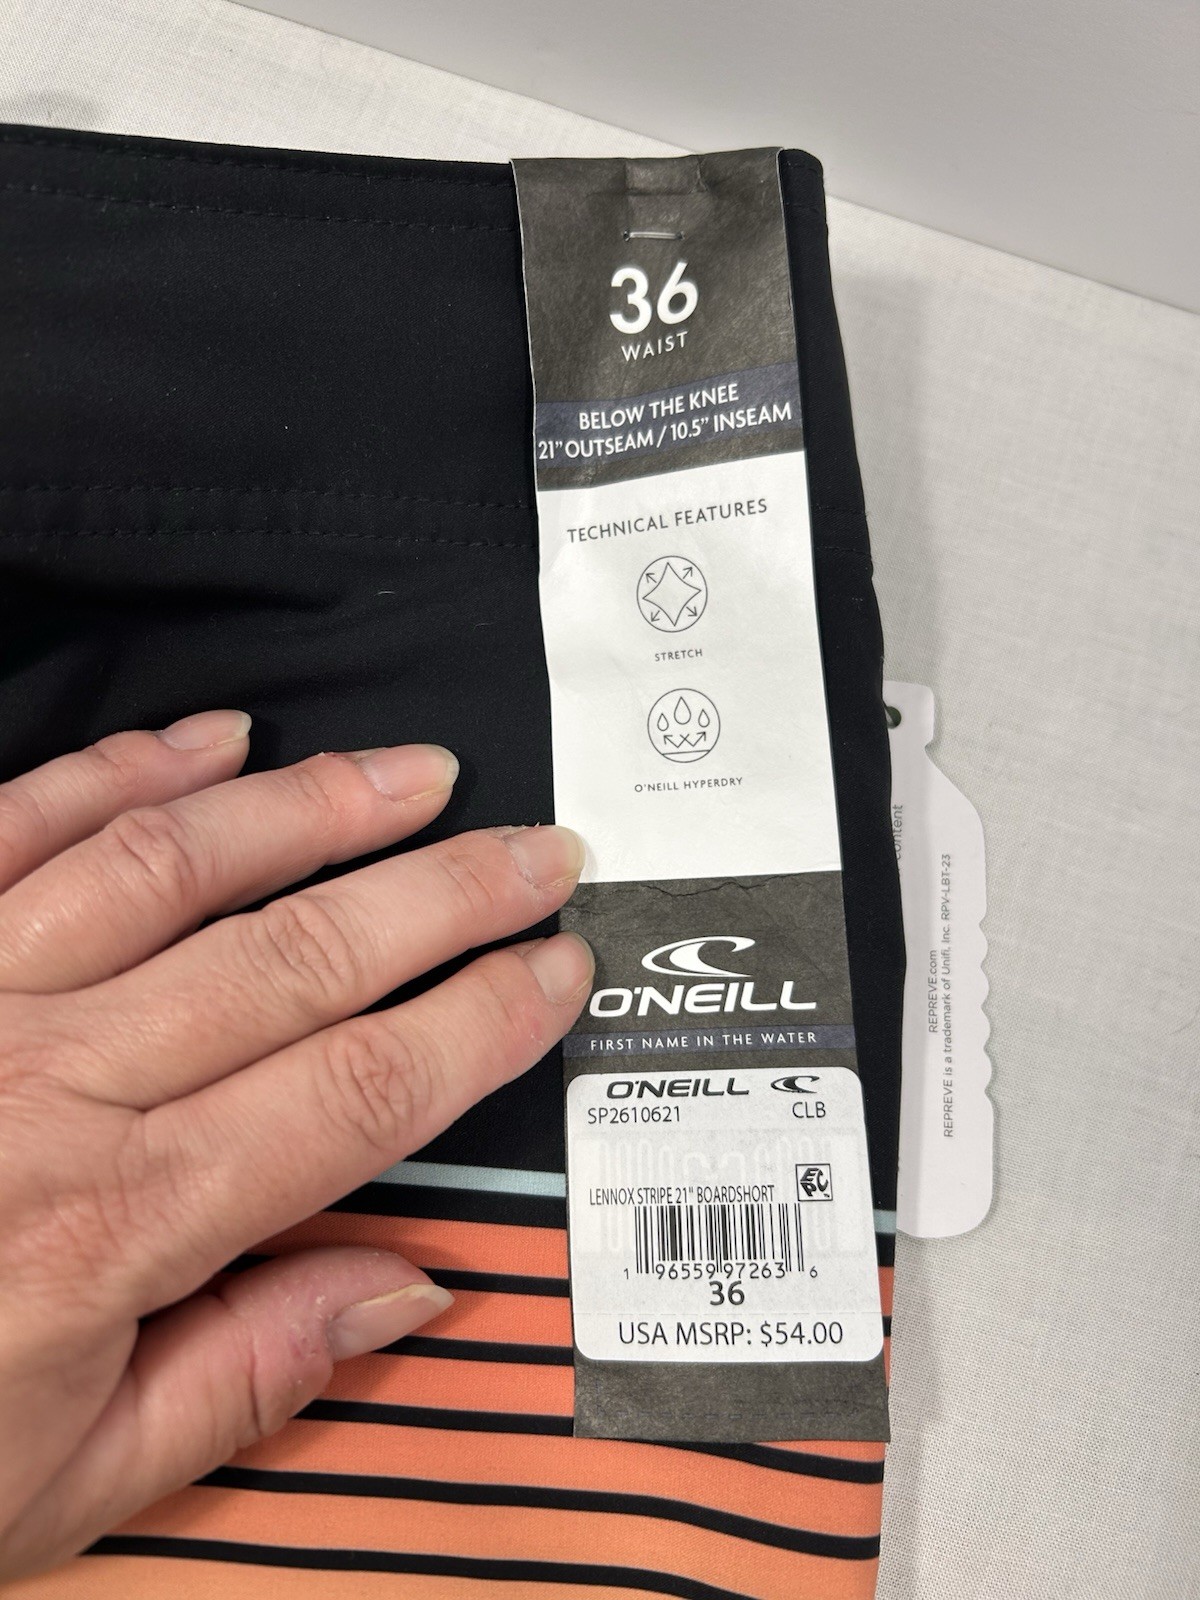 36
WAIST
BELOW THE KNEE
21" OUTSEAM / 10.5" INSEAM
TECHNICAL FEATURES
STRETCH
O'NEILL HYPERDRY
O'NEILL
FIRST NAME IN THE WATER
O'NEILL
SP2610621 CLB
LENNOX STRIPE 21" BOARDSHORT
EPC
1 96559 97263 6
36
USA MSRP: $54.00
content
REPREVE.com
REPREVE is a trademark of Unifi, Inc. RPV-LBT-23